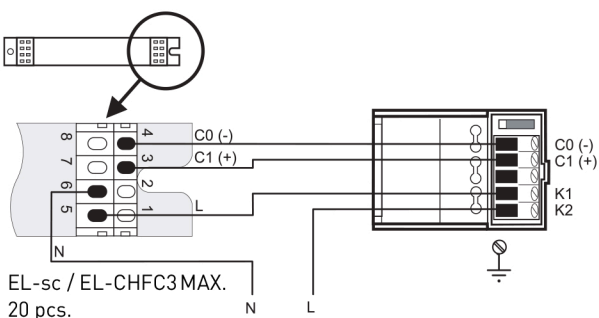 8 4 C0 (-) C0 (-)
7 3 C1 (+) C1 (+)
6 2 K1
5 1 L K2
N
EL-sc / EL-CHFC3 MAX.
20 pcs. N L